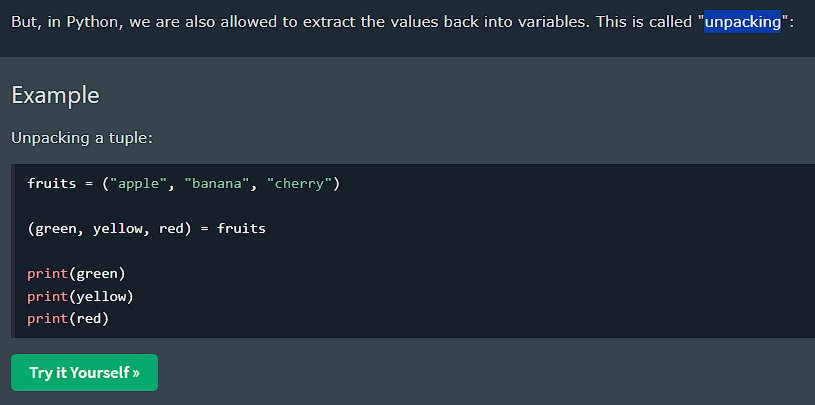 But, in Python, we are also allowed to extract the values back into variables. This is called "unpacking":
Example
Unpacking a tuple:
fruits = ("apple", "banana", "cherry")
(green, yellow, red) = fruits
print(green)
print(yellow)
print(red)
Try it Yourself »